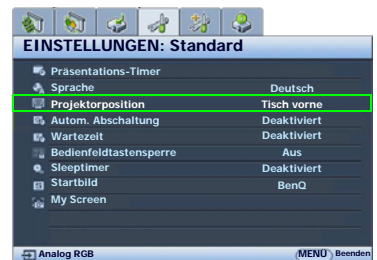 EINSTELLUNGEN: Standard
Präsentations-Timer
Sprache Deutsch
Projektorposition Tisch vorne
Autom. Abschaltung Deaktiviert
Wartezeit Deaktiviert
Bedienfeldtastensperre Aus
Sleeptimer Deaktiviert
Startbild BenQ
My Screen
Analog RGB MENU Beenden